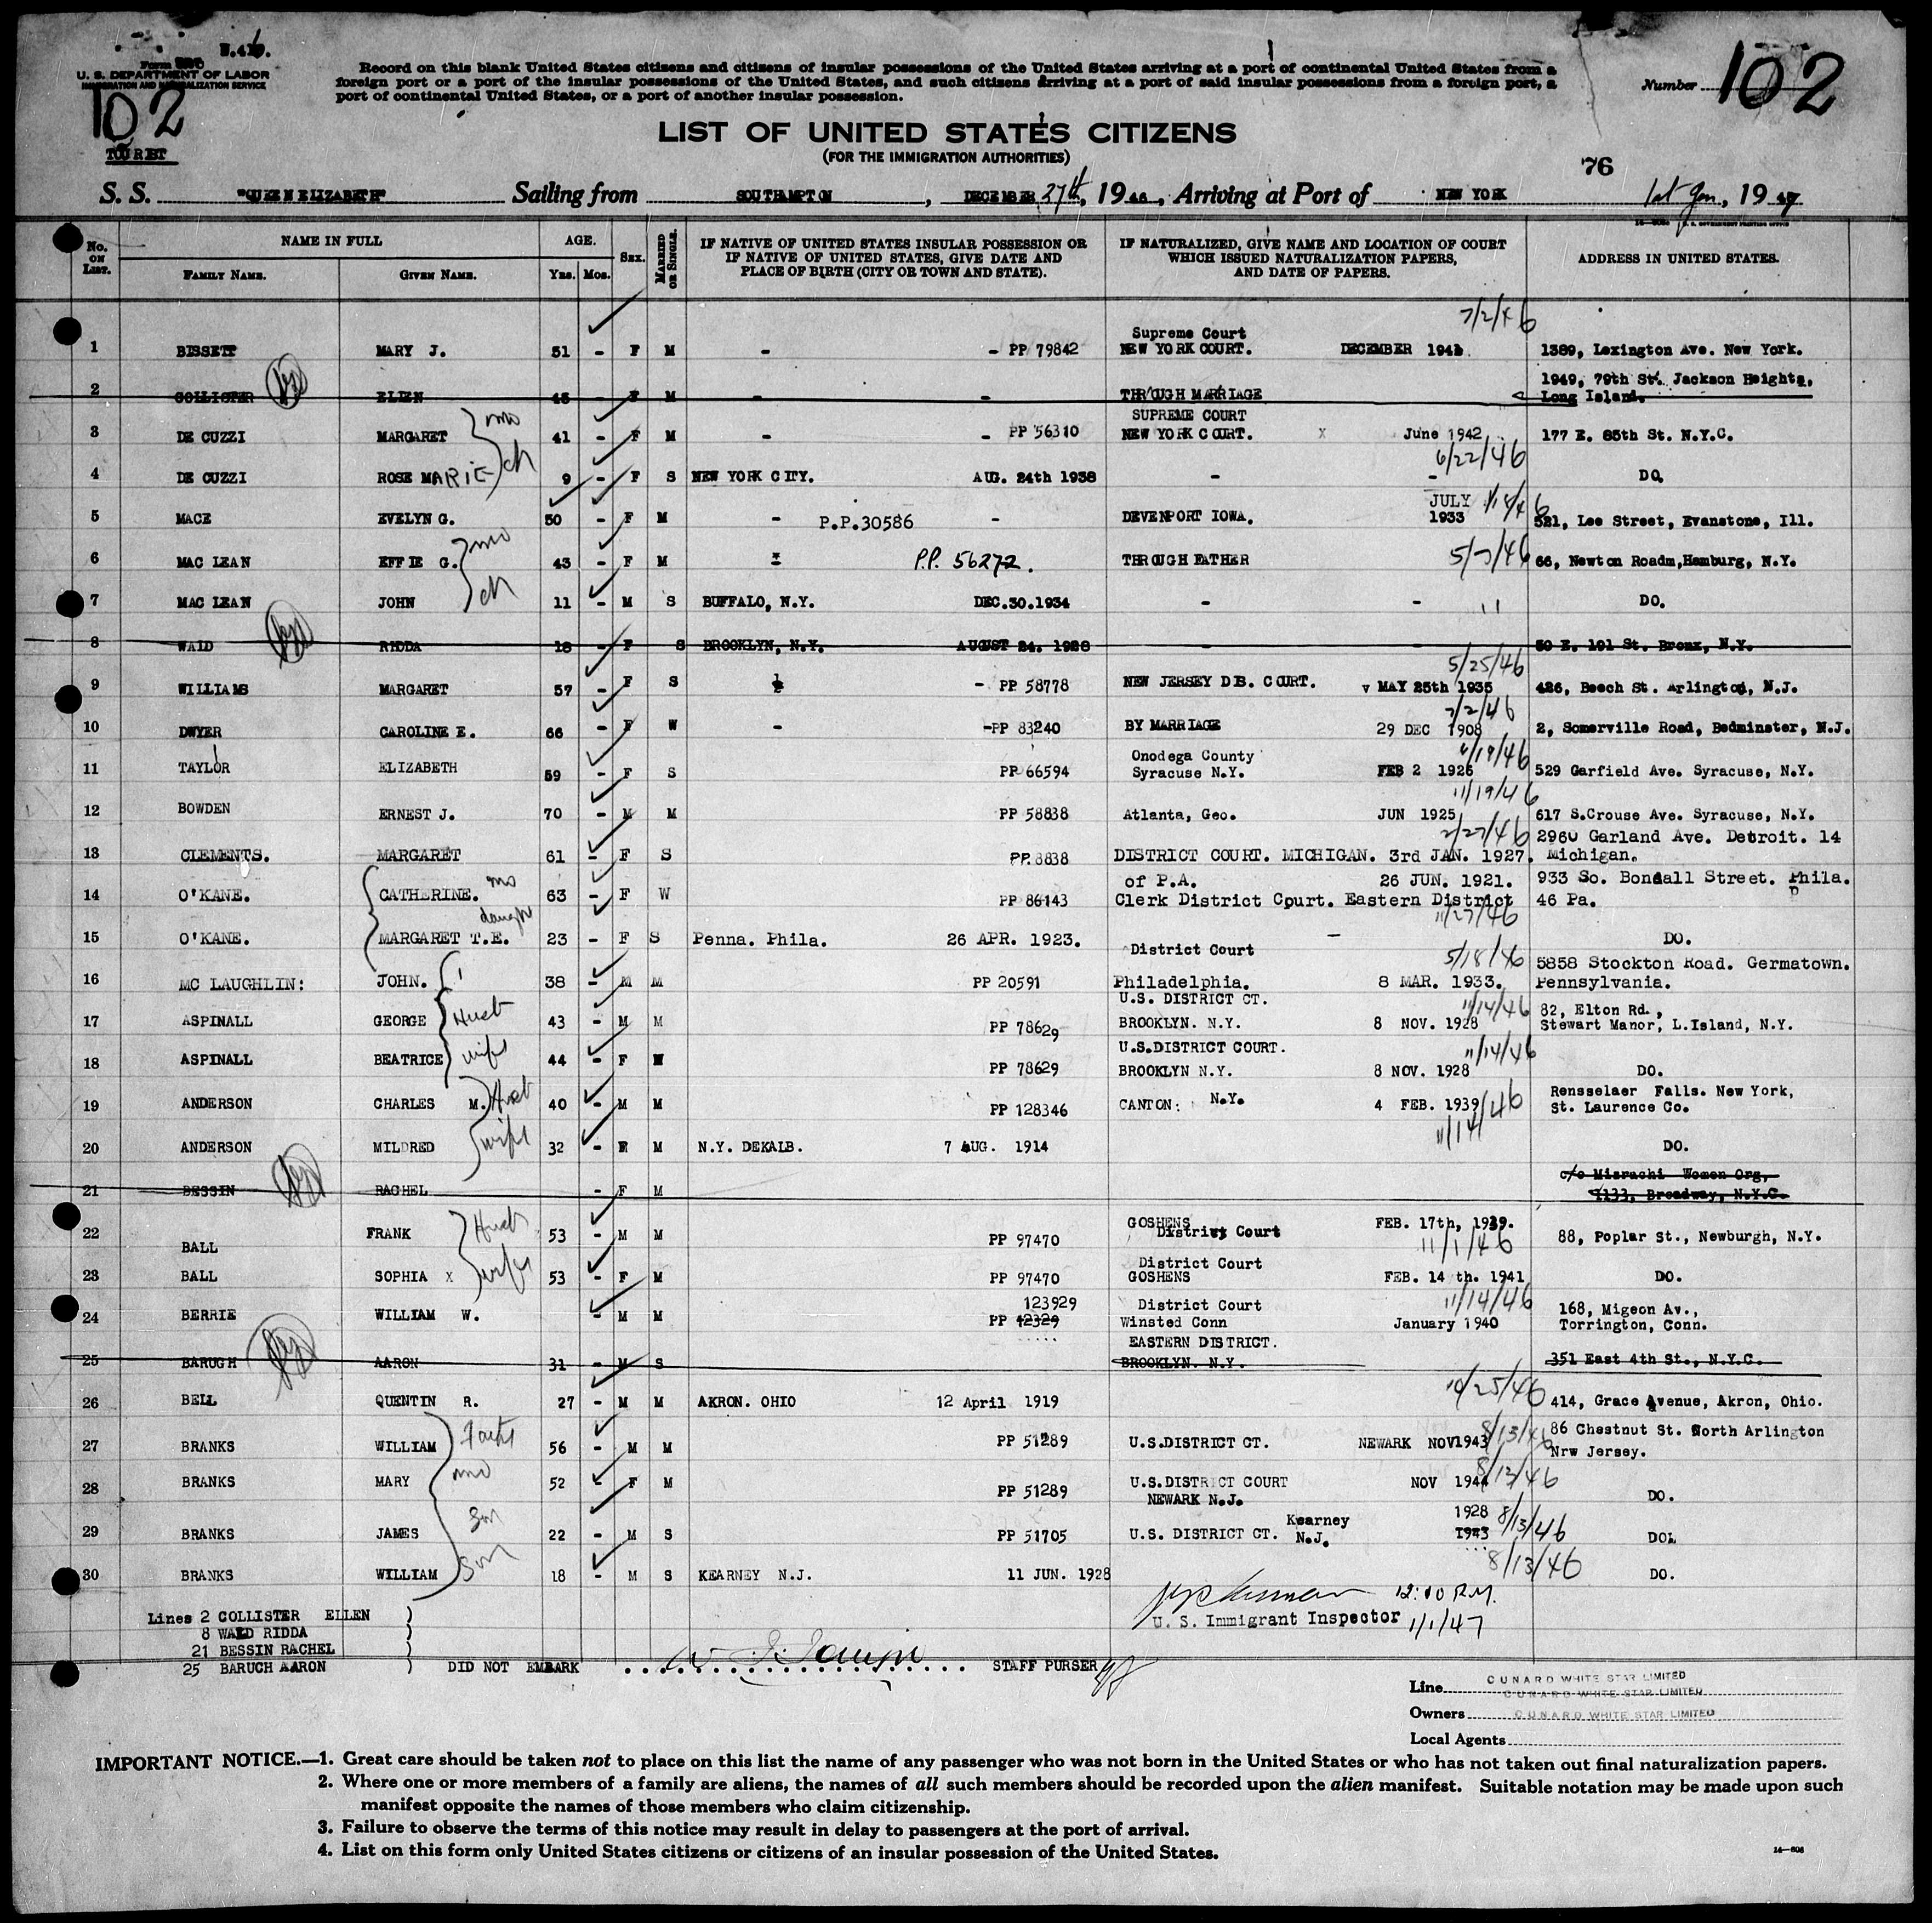 U. S. DEPARTMENT OF LABOR
IMMIGRATION AND NATURALIZATION SERVICE
102
TOURIST
Record on this blank United States citizens and citizens of insular possessions of the United States arriving at a port of continental United States from a
foreign port or a port of the insular possessions of the United States, and such citizens arriving at a port of said insular possessions from a foreign port, a
port of continental United States, or a port of another insular possession.
Number 102
LIST OF UNITED STATES CITIZENS
(FOR THE IMMIGRATION AUTHORITIES)
76
S. S. "QUEEN ELIZABETH" Sailing from SOUTHAMPTON, DECEMBER 27th, 1946, Arriving at Port of NEW YORK 1st Jan, 1947
No. ON LIST. NAME IN FULL AGE. SEX. MARRIED OR SINGLE. IF NATIVE OF UNITED STATES INSULAR POSSESSION OR IF NATIVE OF UNITED STATES, GIVE DATE AND PLACE OF BIRTH (CITY OR TOWN AND STATE). IF NATURALIZED, GIVE NAME AND LOCATION OF COURT WHICH ISSUED NATURALIZATION PAPERS, AND DATE OF PAPERS. ADDRESS IN UNITED STATES.
FAMILY NAME. GIVEN NAME. Yrs. Mos.
7/2/46
Supreme Court
1 BISSETT MARY J. 51 - F M - - PP 79842 NEW YORK COURT. DECEMBER 1942. 1389, Lexington Ave. New York.
1949, 79th St. Jackson Heights,
2 COLLISTER ELLEN 45 F M - - THROUGH MARRIAGE Long Island.
SUPREME COURT
3 DE CUZZI MARGARET mo 41 - F M - - PP 56310 NEW YORK COURT. X June 1942 177 E. 85th St. N.Y.C.
6/22/46
4 DE CUZZI ROSE MARIE ch 9 - F S NEW YORK CITY. AUG. 24th 1938 - - DO.
JULY
5 MACE EVELYN G. 50 - F M - P.P.30586 - DEVENPORT IOWA. 1933 521, Lee Street, Evanstone, Ill.
6 MAC LEAN EFFIE G. mo 43 - F M P.P. 56272. THROUGH FATHER 5/7/46 66, Newton Roadm,Hamburg, N.Y.
7 MAC LEAN JOHN ch 11 - M S BUFFALO, N.Y. DEC.30.1934 - - 11 DO.
8 WALD RIDDA 18 - F S BROOKLYN, N.Y. AUGUST 24. 1928 - - 50 E. 191 St. Bronx, N.Y.
5/25/46
9 WILLIAMS MARGARET 57 - F S - PP 58778 NEW JERSEY DIS. COURT. MAY 25th 1935 426, Beech St. Arlington, N.J.
7/2/46
10 DWYER CAROLINE E. 66 - F W - -PP 83240 BY MARRIAGE 29 DEC 1908 2, Somerville Road, Bedminster, N.J.
6/19/46
Onodega County
11 TAYLOR ELIZABETH 59 - F S PP 66594 Syracuse N.Y. FEB 2 1926 529 Garfield Ave. Syracuse, N.Y.
11/19/46
12 BOWDEN ERNEST J. 70 - M M PP 58838 Atlanta, Geo. JUN 1925 617 S.Crouse Ave. Syracuse, N.Y.
2/27/46 2960 Garland Ave. Detroit. 14
13 CLEMENTS. MARGARET 61 - F S PP.8838 DISTRICT COURT. MICHIGAN. 3rd JAN. 1927. Michigan.
of P.A. 26 JUN. 1921. 933 So. Bondall Street. Phila.
14 O'KANE. CATHERINE. mo 63 - F W PP 86143 Clerk District Court. Eastern District 46 Pa.
11/27/46
15 O'KANE. MARGARET T.E. 23 - F S Penna. Phila. 26 APR. 1923. - DO.
District Court 5/18/46 5858 Stockton Road. Germatown.
16 MC LAUGHLIN: JOHN. 38 - M M PP 20591 Philadelphia. 8 MAR. 1933. Pennsylvania.
U.S. DISTRICT CT. 11/14/46 82, Elton Rd.,
17 ASPINALL GEORGE Husb 43 - M M PP 78629 BROOKLYN. N.Y. 8 NOV. 1928 Stewart Manor, L.Island, N.Y.
U.S.DISTRICT COURT. 11/14/46
18 ASPINALL BEATRICE wife 44 - F M PP 78629 BROOKLYN N.Y. 8 NOV. 1928 DO.
Rensselaer Falls. New York,
19 ANDERSON CHARLES M. Husb 40 - M M PP 128346 CANTON: N.Y. 4 FEB. 1939 St. Laurence Co.
11/14/46
20 ANDERSON MILDRED wife 32 - F M N.Y. DEKALB. 7 AUG. 1914 DO.
c/o Mizrachi Women Org,
21 BESSIN RACHEL - F M 1133, Broadway, N.Y.C.
GOSHENS
22 BALL FRANK Husb 53 - M M PP 97470 District Court FEB. 17th, 1939. 88, Poplar St., Newburgh, N.Y.
11/1/46
District Court
23 BALL SOPHIA X wife 53 - F M PP 97470 GOSHENS FEB. 14 th. 1941 DO.
123929 District Court 11/14/46 168, Migeon Av.,
24 BERRIE WILLIAM W. - M M PP 12329 Winsted Conn January 1940 Torrington, Conn.
EASTERN DISTRICT.
25 BARUGH AARON 31 - M S BROOKLYN. N.Y. 351 East 4th St., N.Y.C.
26 BELL QUENTIN R. 27 - M M AKRON. OHIO 12 April 1919 10/25/46 414, Grace Avenue, Akron, Ohio.
8/13/46 86 Chestnut St. North Arlington
27 BRANKS WILLIAM 56 - M M PP 51289 U.S.DISTRICT CT. NEWARK NOV1943 Nrw Jersey.
8/13/46
28 BRANKS MARY mo 52 - F M PP 51289 U.S.DISTRICT COURT NOV 1944 DO.
NEWARK N.J.
1928 8/13/46
29 BRANKS JAMES Son 22 - M S PP 51705 U.S. DISTRICT CT. Kearney N.J. 1943 DOL
8/13/46
30 BRANKS WILLIAM Son 18 - M S KEARNEY N.J. 11 JUN. 1928 DO.
12:10 P.M.
U. S. Immigrant Inspector 1/1/47
Lines 2 COLLISTER ELLEN )
8 WALD RIDDA )
21 BESSIN RACHEL )
25 BARUCH AARON ) DID NOT EMBARK STAFF PURSER
Line CUNARD WHITE STAR LIMITED
CUNARD WHITE STAR LIMITED
Owners CUNARD WHITE STAR LIMITED
Local Agents
IMPORTANT NOTICE.—1. Great care should be taken not to place on this list the name of any passenger who was not born in the United States or who has not taken out final naturalization papers.
2. Where one or more members of a family are aliens, the names of all such members should be recorded upon the alien manifest. Suitable notation may be made upon such
manifest opposite the names of those members who claim citizenship.
3. Failure to observe the terms of this notice may result in delay to passengers at the port of arrival.
4. List on this form only United States citizens or citizens of an insular possession of the United States.